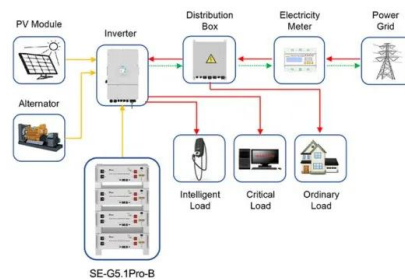 PV Module
Inverter
Distribution
Box
Electricity
Meter
Power
Grid
Alternator
Intelligent
Load
Critical
Load
Ordinary
Load
SE-G5.1Pro-B